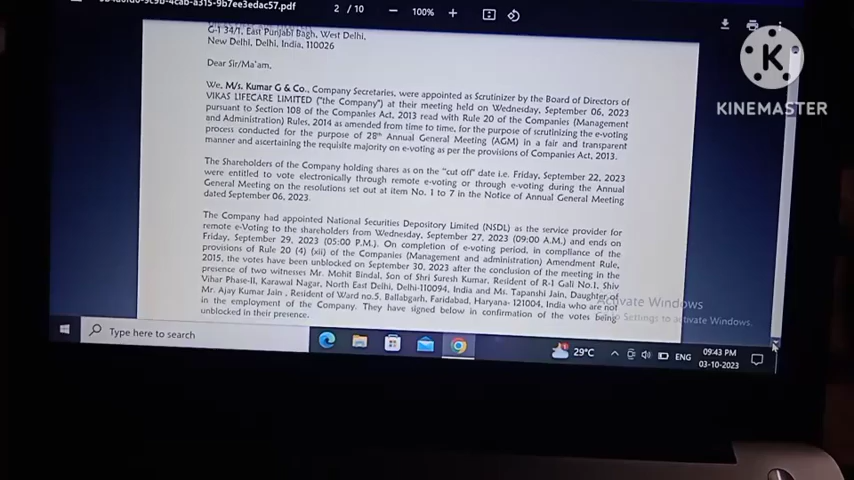 9b7ee3edac57.pdf
2 / 10
100%
G-1 34/1, East Punjabi Bagh, West Delhi,
New Delhi, Delhi, India, 110026
Dear Sir/Ma'am,
We, M/s. Kumar G & Co., Company Secretaries, were appointed as Scrutinizer by the Board of Directors of
VIKAS LIFECARE LIMITED ("the Company") at their meeting held on Wednesday, September 06, 2023
pursuant to Section 108 of the Companies Act, 2013 read with Rule 20 of the Companies (Management
and Administration) Rules, 2014 as amended from time to time, for the purpose of scrutinizing the e-voting
process conducted for the purpose of 28th Annual General Meeting (AGM) in a fair and transparent
manner and ascertaining the requisite majority on e-voting as per the provisions of Companies Act, 2013.
The Shareholders of the Company holding shares as on the "cut off" date i.e. Friday, September 22, 2023
were entitled to vote electronically through remote e-voting or through e-voting during the Annual
General Meeting on the resolutions set out at item No. 1 to 7 in the Notice of Annual General Meeting
dated September 06, 2023.
The Company had appointed National Securities Depository Limited (NSDL) as the service provider for
remote e-Voting to the shareholders from Wednesday, September 27, 2023 (09:00 A.M.) and ends on
Friday, September 29, 2023 (05:00 P.M.). On completion of e-voting period, in compliance of the
provisions of Rule 20 (4) (xii) of the Companies (Management and administration) Amendment Rule,
2015, the votes have been unblocked on September 30, 2023 after the conclusion of the meeting in the
presence of two witnesses Mr. Mohit Bindal, Son of Shri Suresh Kumar, Resident of R-1 Gali No.1, Shiv
Vihar Phase-II, Karawal Nagar, North East Delhi, Delhi-110094, India and Ms. Tapanshi Jain, Daughter of
Mr. Ajay Kumar Jain , Resident of Ward no.5, Ballabgarh, Faridabad, Haryana- 121004, India who are not
in the employment of the Company. They have signed below in confirmation of the votes being
unblocked in their presence.
Activate Windows
Settings to activate Windows.
K
KINEMASTER
Type here to search
29°C
ENG
09:43 PM
03-10-2023